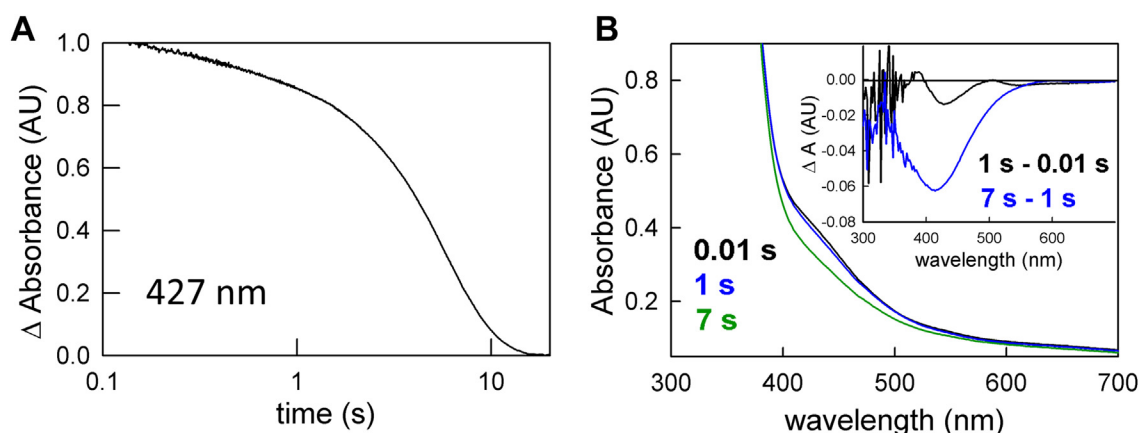 A
1.0
0.8
0.6
0.4
0.2
0.0
Δ Absorbance (AU)
427 nm
0.1 1 10
time (s)
B
0.8
0.6
0.4
0.2
Absorbance (AU)
0.01 s
1 s
7 s
300 400 500 600 700
wavelength (nm)
0.00
-0.02
-0.04
-0.06
-0.08
Δ A (AU)
1 s - 0.01 s
7 s - 1 s
300 400 500 600
wavelength (nm)